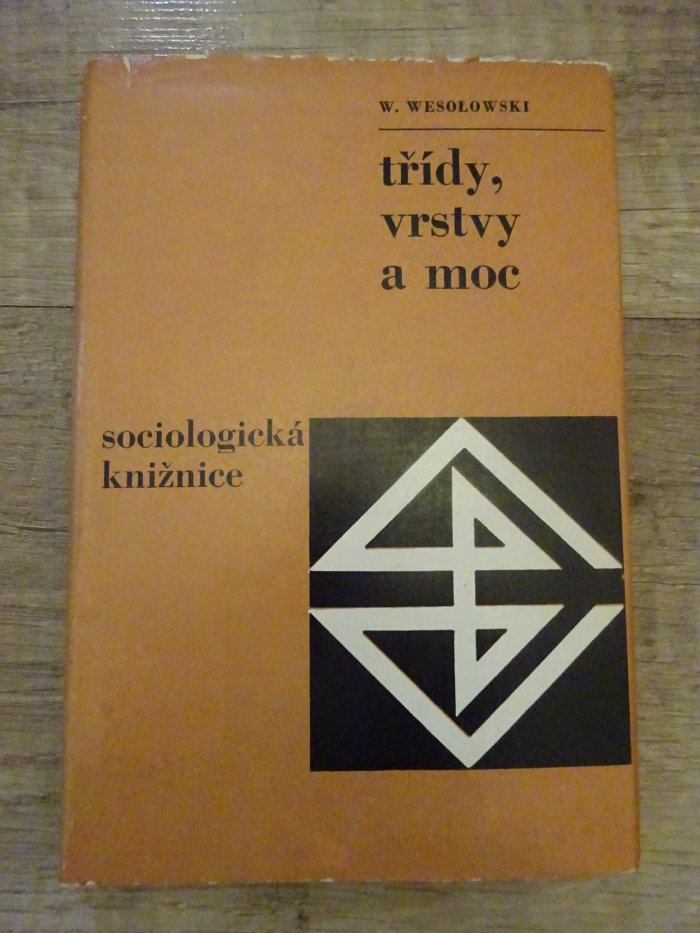 W. WESOŁOWSKI
třídy,
vrstvy
a moc
sociologická
knižnice